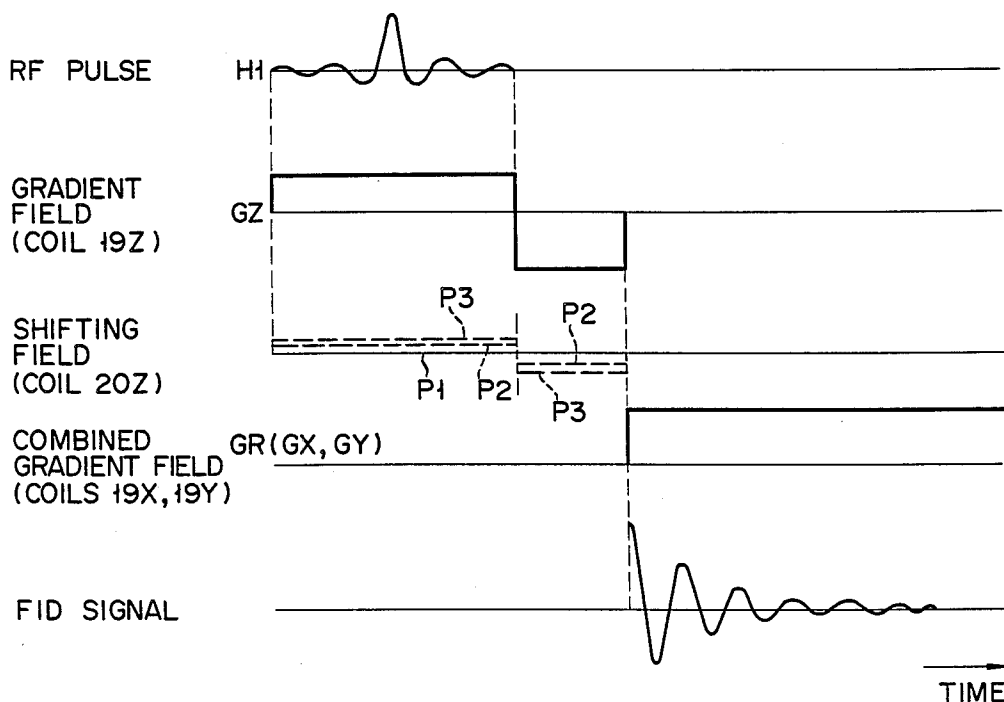 RF PULSE H1
GRADIENT
FIELD
(COIL 19Z)
GZ
SHIFTING
FIELD
(COIL 20Z)
P3
P1
P2
P2
P3
COMBINED
GRADIENT FIELD
(COILS 19X, 19Y)
GR(GX, GY)
FID SIGNAL
TIME